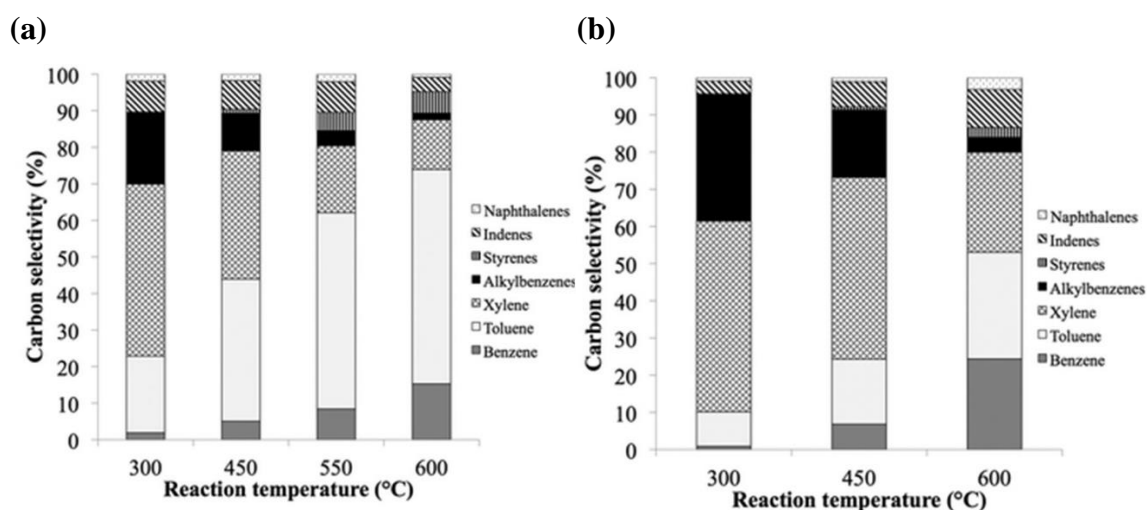 (a)
100
90
80
70
60
50
40
30
20
10
0
Carbon selectivity (%)
300 450 550 600
Reaction temperature (°C)
Naphthalenes
Indenes
Styrenes
Alkylbenzenes
Xylene
Toluene
Benzene
(b)
100
90
80
70
60
50
40
30
20
10
0
Carbon selectivity (%)
300 450 600
Reaction temperature (°C)
Naphthalenes
Indenes
Styrenes
Alkylbenzenes
Xylene
Toluene
Benzene